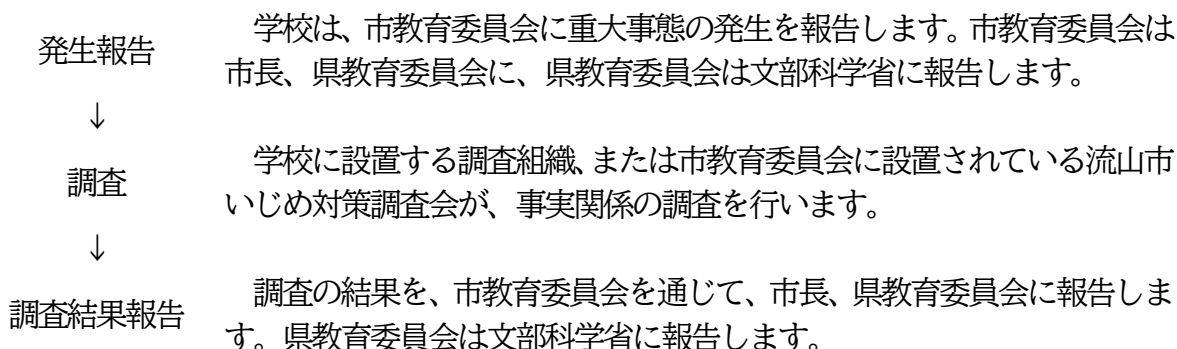 発生報告
学校は、市教育委員会に重大事態の発生を報告します。市教育委員会は
市長、県教育委員会に、県教育委員会は文部科学省に報告します。
↓
調査
学校に設置する調査組織、または市教育委員会に設置されている流山市
いじめ対策調査会が、事実関係の調査を行います。
↓
調査結果報告
調査の結果を、市教育委員会を通じて、市長、県教育委員会に報告しま
す。県教育委員会は文部科学省に報告します。